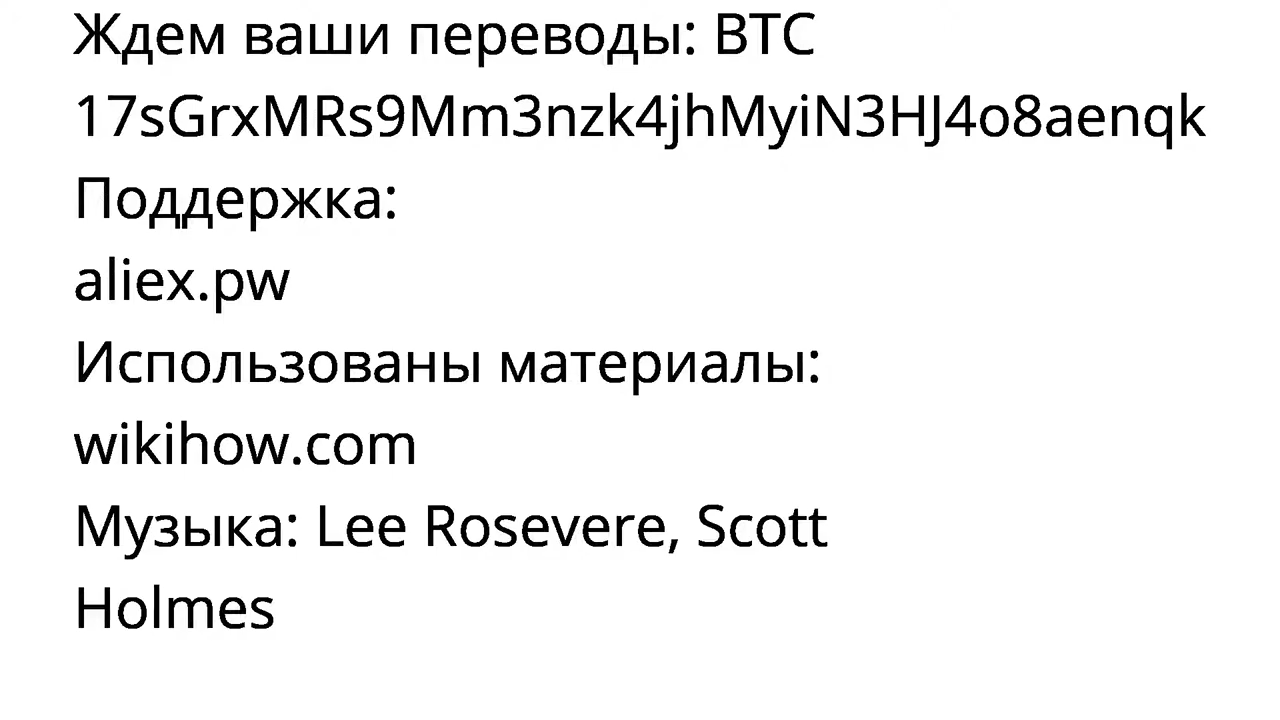 Ждем ваши переводы: BTC
17sGrxMRs9Mm3nzk4jhMyiN3HJ4o8aenqk
Поддержка:
aliex.pw
Использованы материалы:
wikihow.com
Музыка: Lee Rosevere, Scott
Holmes